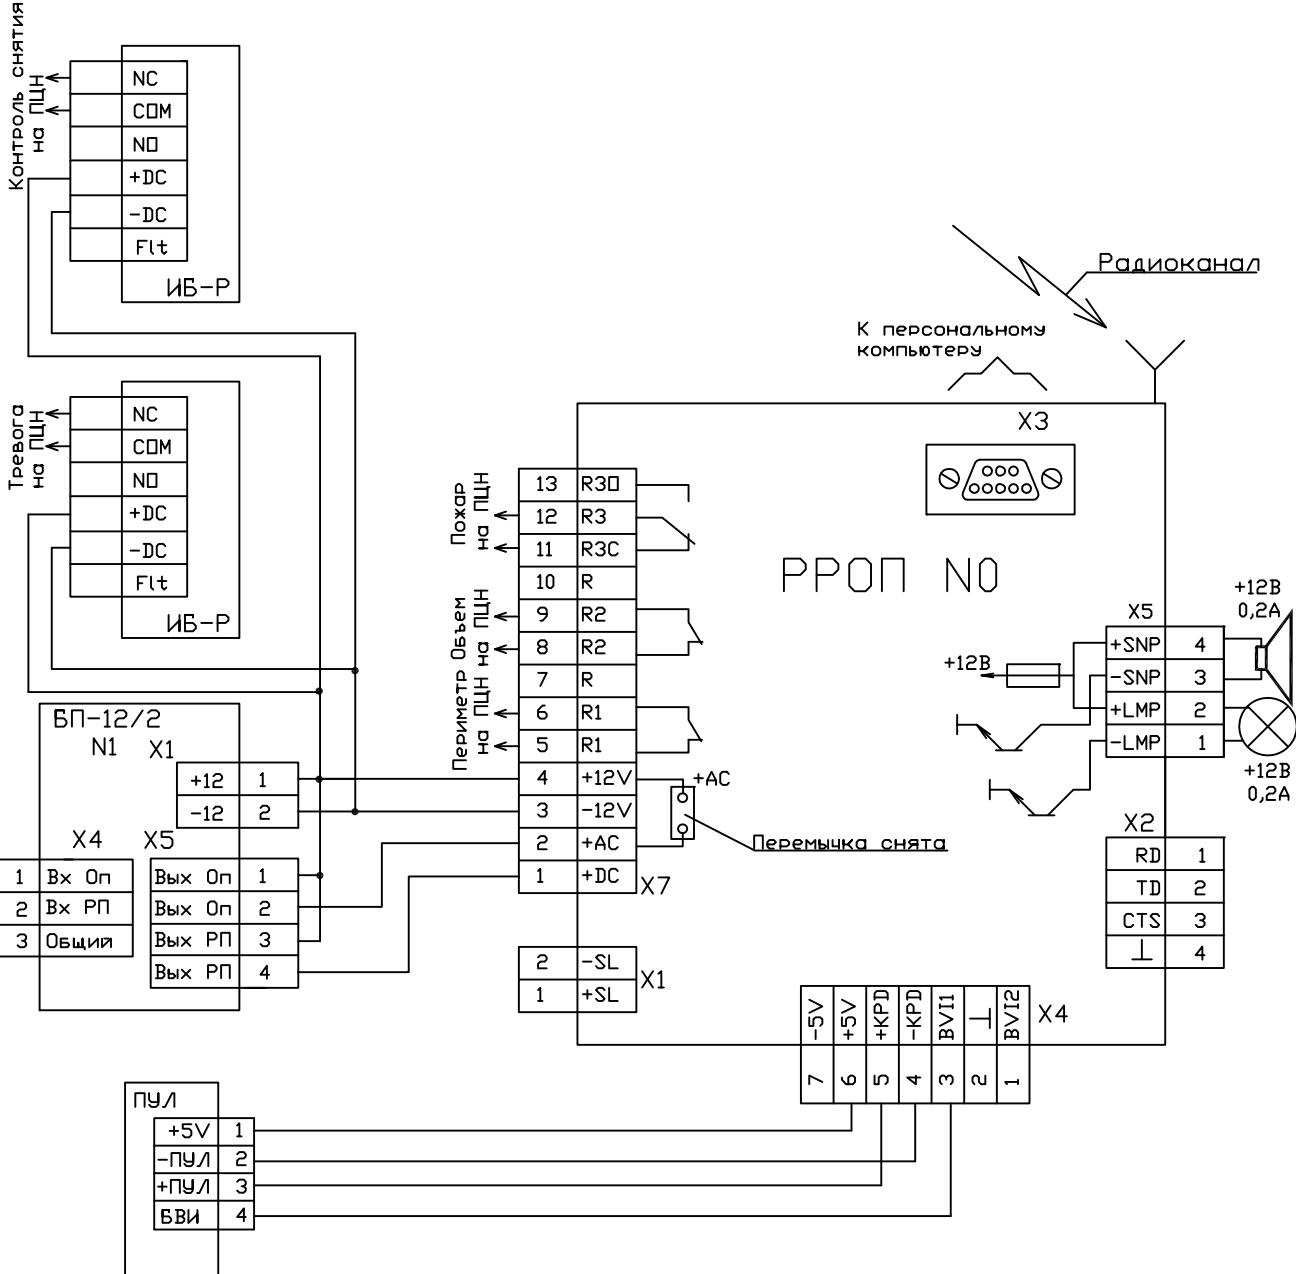 Контроль снятия
на ПЦН
NC
COM
NO
+DC
-DC
Flt
ИБ-Р
Тревога
на ПЦН
NC
COM
NO
+DC
-DC
Flt
ИБ-Р
БП-12/2
N1
X1
+12 1
-12 2
X4
1 Вх Оп
2 Вх РП
3 Общий
X5
Вых Оп 1
Вых Оп 2
Вых РП 3
Вых РП 4
Радиоканал
К персональному
компьютеру
X3
РРОП N0
Пожар
на ПЦН
Объем
на ПЦН
Периметр
на ПЦН
13 R3O
12 R3
11 R3C
10 R
9 R2
8 R2
7 R
6 R1
5 R1
4 +12V
3 -12V
2 +AC
1 +DC
X7
+AC
Перемычка снята
2 -SL
1 +SL
X1
+12В
X5
+SNP 4
-SNP 3
+LMP 2
-LMP 1
+12В
0,2А
+12В
0,2А
X2
RD 1
TD 2
CTS 3
⊥ 4
X4
-5V 7
+5V 6
+KPD 5
-KPD 4
BVI1 3
⊥ 2
BVI2 1
ПУЛ
+5V 1
-ПУЛ 2
+ПУЛ 3
БВИ 4